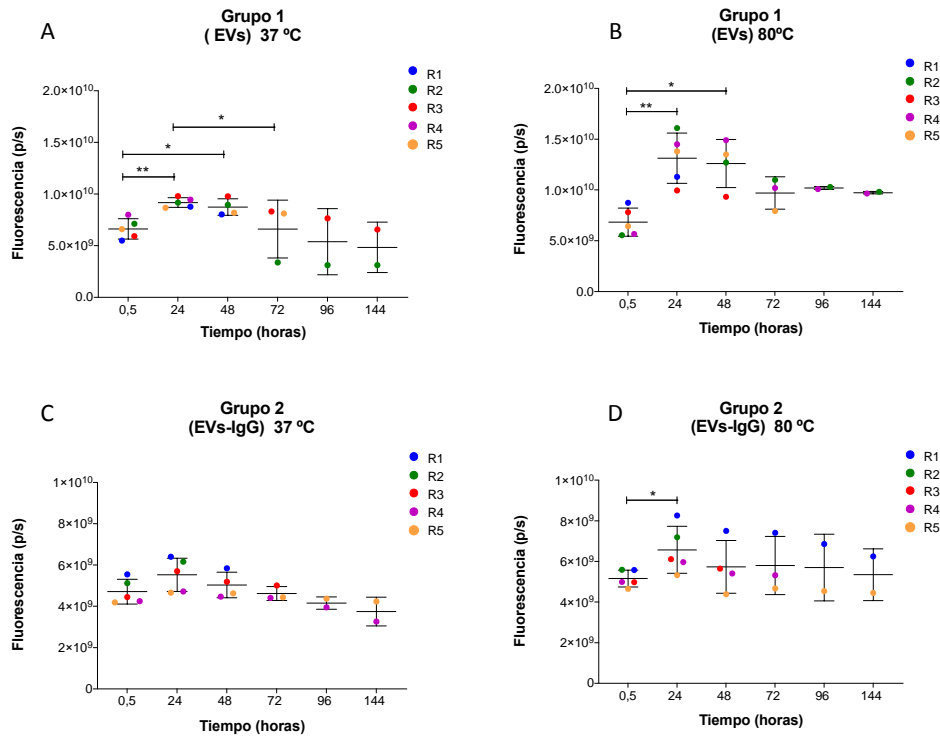 A
Grupo 1
( EVs) 37 ºC
Fluorescencia (p/s)
2.0×10¹⁰
1.5×10¹⁰
1.0×10¹⁰
5.0×10⁹
0.0
*
*
**
0,5 24 48 72 96 144
Tiempo (horas)
R1
R2
R3
R4
R5
B
Grupo 1
(EVs) 80ºC
Fluorescencia (p/s)
2.0×10¹⁰
1.5×10¹⁰
1.0×10¹⁰
5.0×10⁹
0.0
*
**
0,5 24 48 72 96 144
Tiempo (horas)
R1
R2
R3
R4
R5
C
Grupo 2
(EVs-IgG) 37 ºC
Fluorescencia (p/s)
1×10¹⁰
8×10⁹
6×10⁹
4×10⁹
2×10⁹
0
0,5 24 48 72 96 144
Tiempo (horas)
R1
R2
R3
R4
R5
D
Grupo 2
(EVs-IgG) 80 ºC
Fluorescencia (p/s)
1×10¹⁰
8×10⁹
6×10⁹
4×10⁹
2×10⁹
0
*
0,5 24 48 72 96 144
Tiempo (horas)
R1
R2
R3
R4
R5